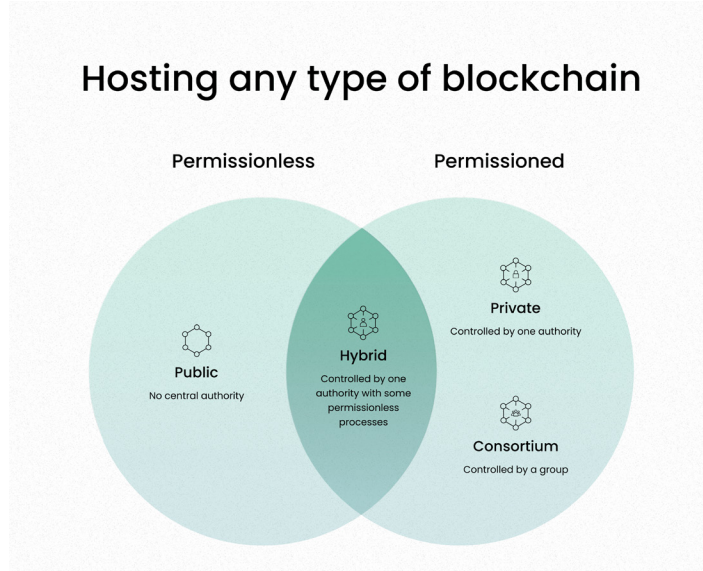 Hosting any type of blockchain
Permissionless
Permissioned
Public
No central authority
Hybrid
Controlled by one
authority with some
permissionless
processes
Private
Controlled by one authority
Consortium
Controlled by a group